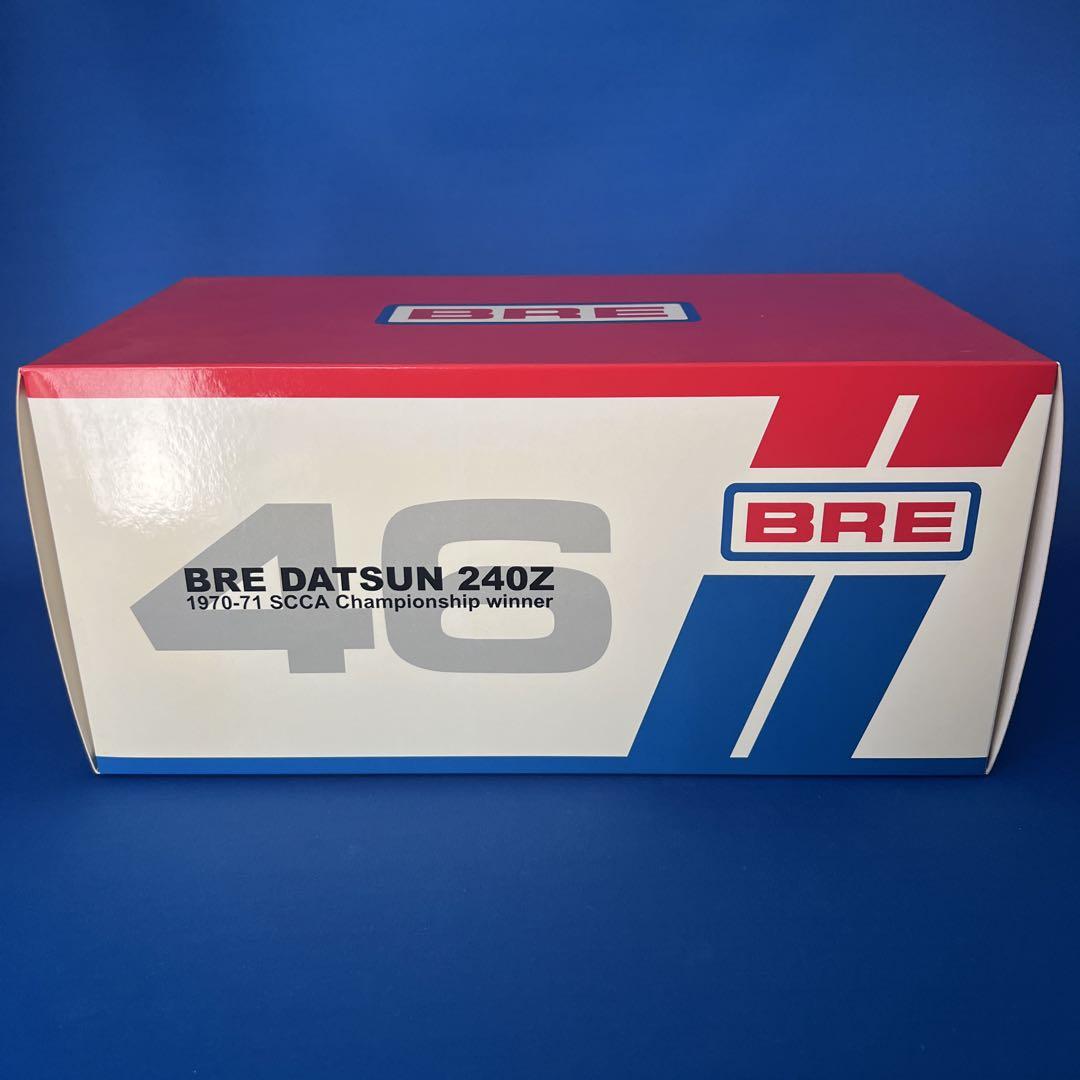 BRE
BRE
46
BRE DATSUN 240Z
1970-71 SCCA Championship winner